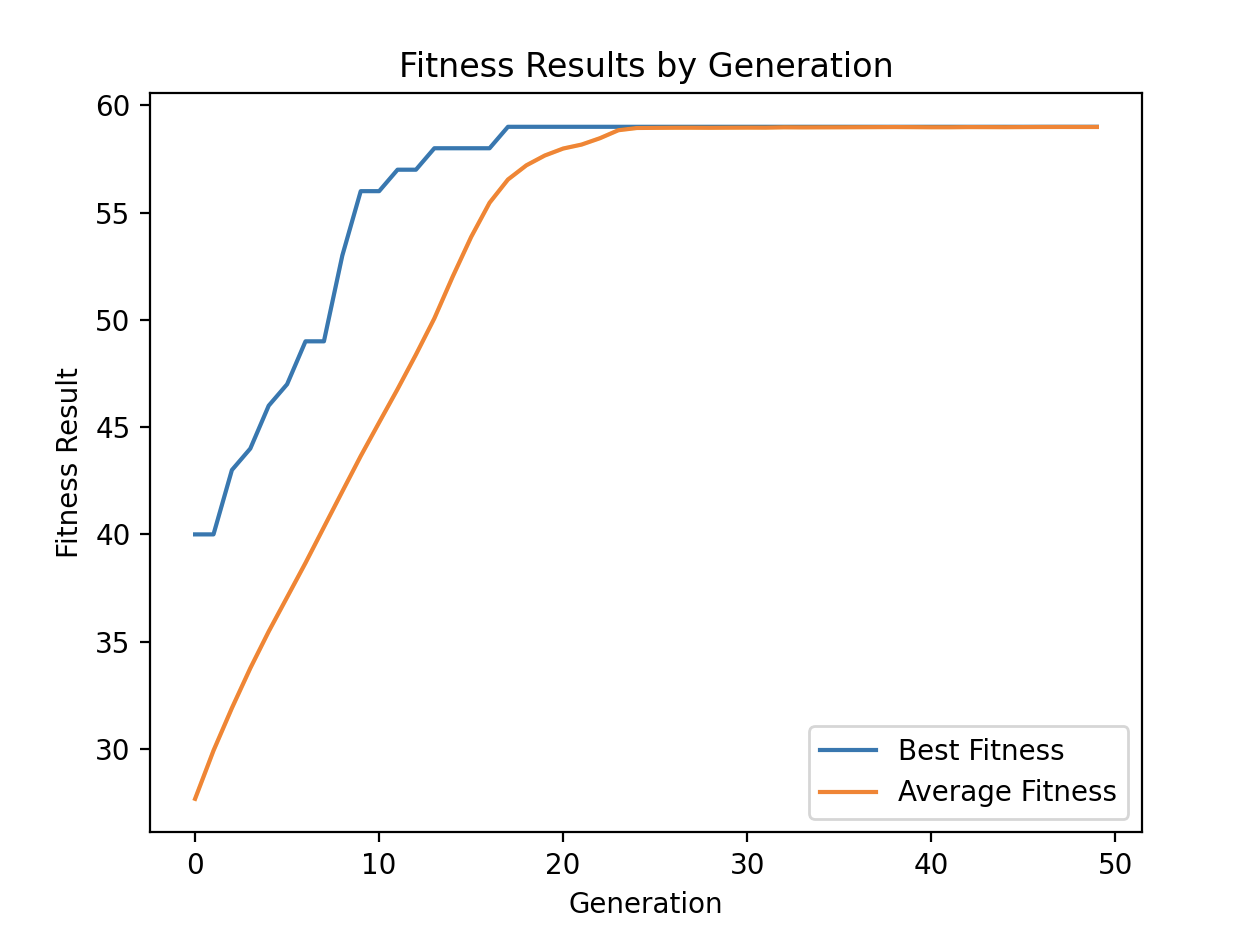 Fitness Results by Generation
60
55
50
45
40
35
30
Fitness Result
Best Fitness
Average Fitness
0 10 20 30 40 50
Generation